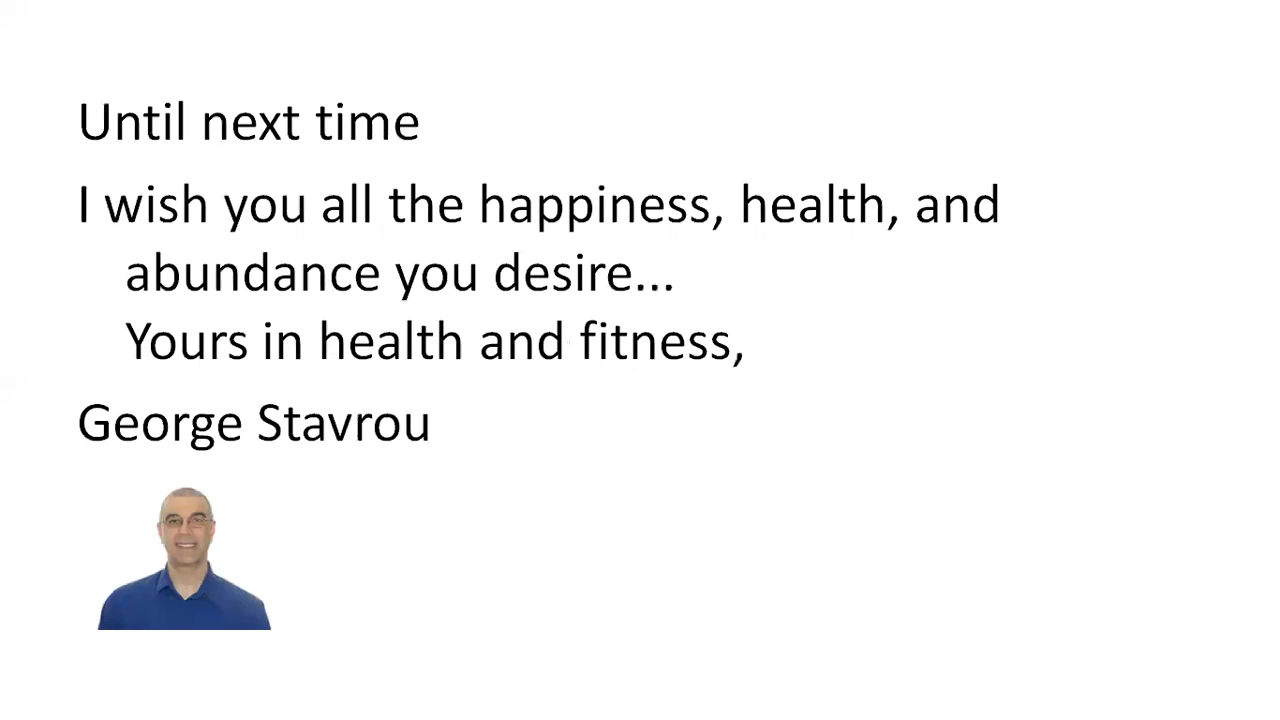 Until next time
I wish you all the happiness, health, and
abundance you desire...
Yours in health and fitness,
George Stavrou